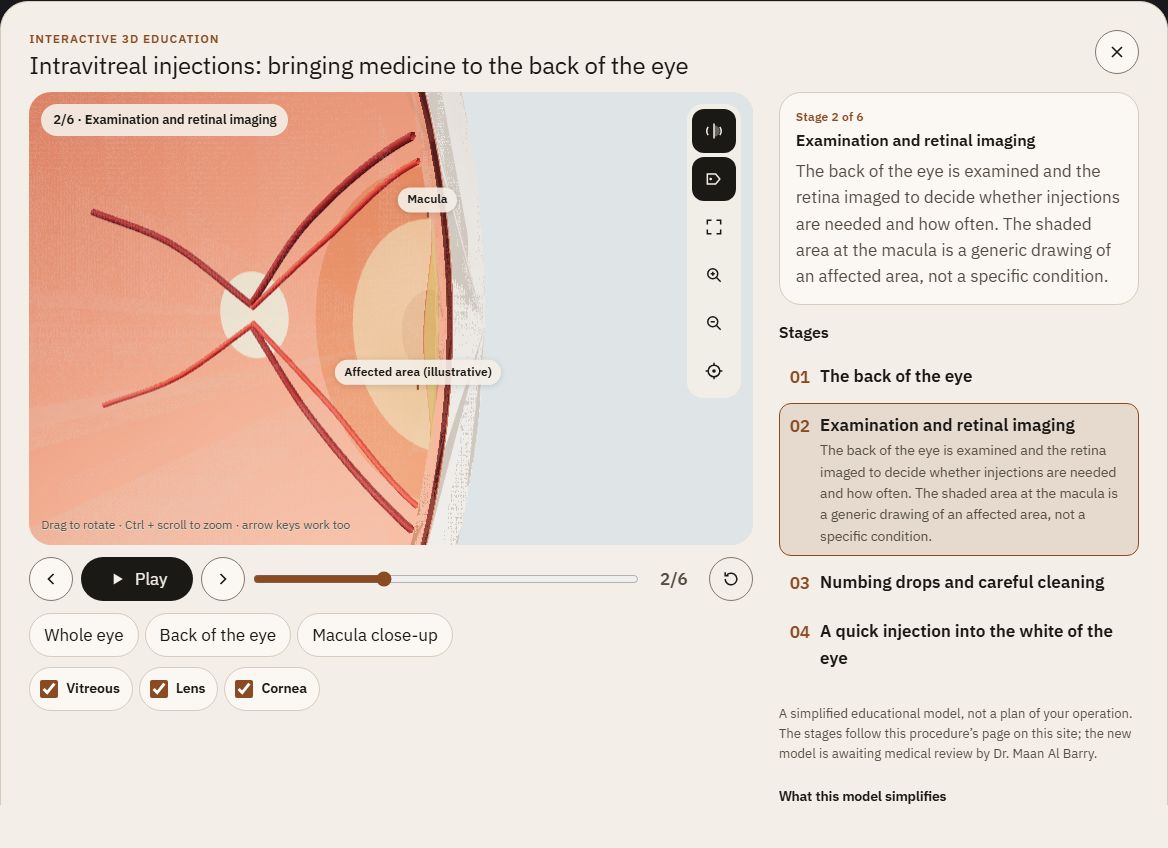 INTERACTIVE 3D EDUCATION
Intravitreal injections: bringing medicine to the back of the eye
2/6 · Examination and retinal imaging
Macula
Affected area (illustrative)
Drag to rotate · Ctrl + scroll to zoom · arrow keys work too
Play
2/6
Whole eye
Back of the eye
Macula close-up
Vitreous
Lens
Cornea
Stage 2 of 6
Examination and retinal imaging
The back of the eye is examined and the
retina imaged to decide whether injections
are needed and how often. The shaded
area at the macula is a generic drawing of
an affected area, not a specific condition.
Stages
01 The back of the eye
02 Examination and retinal imaging
The back of the eye is examined and the retina
imaged to decide whether injections are needed
and how often. The shaded area at the macula is
a generic drawing of an affected area, not a
specific condition.
03 Numbing drops and careful cleaning
04 A quick injection into the white of the
eye
A simplified educational model, not a plan of your operation.
The stages follow this procedure’s page on this site; the new
model is awaiting medical review by Dr. Maan Al Barry.
What this model simplifies